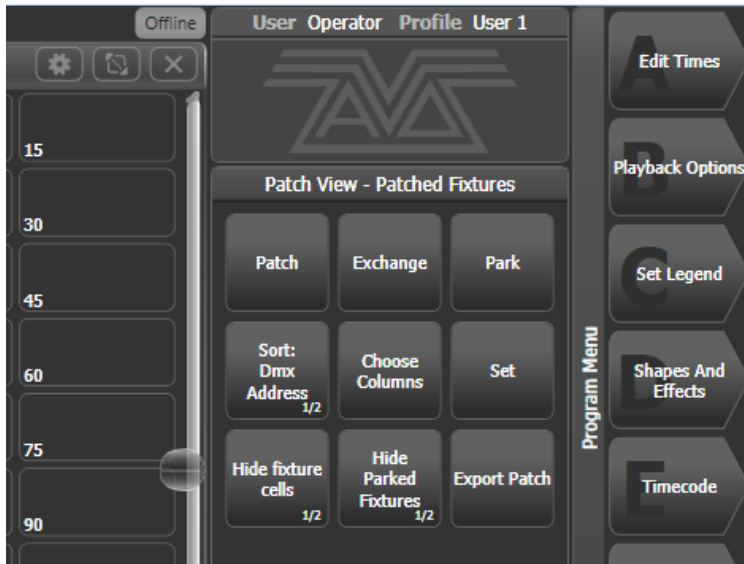 Offline
15
30
45
60
75
90
User Operator Profile User 1
AVO
Patch View - Patched Fixtures
Patch
Exchange
Park
Sort:
Dmx
Address
1/2
Choose
Columns
Set
Hide fixture
cells
1/2
Hide
Parked
Fixtures
1/2
Export Patch
Program Menu
A
Edit Times
B
Playback Options
C
Set Legend
D
Shapes And
Effects
E
Timecode